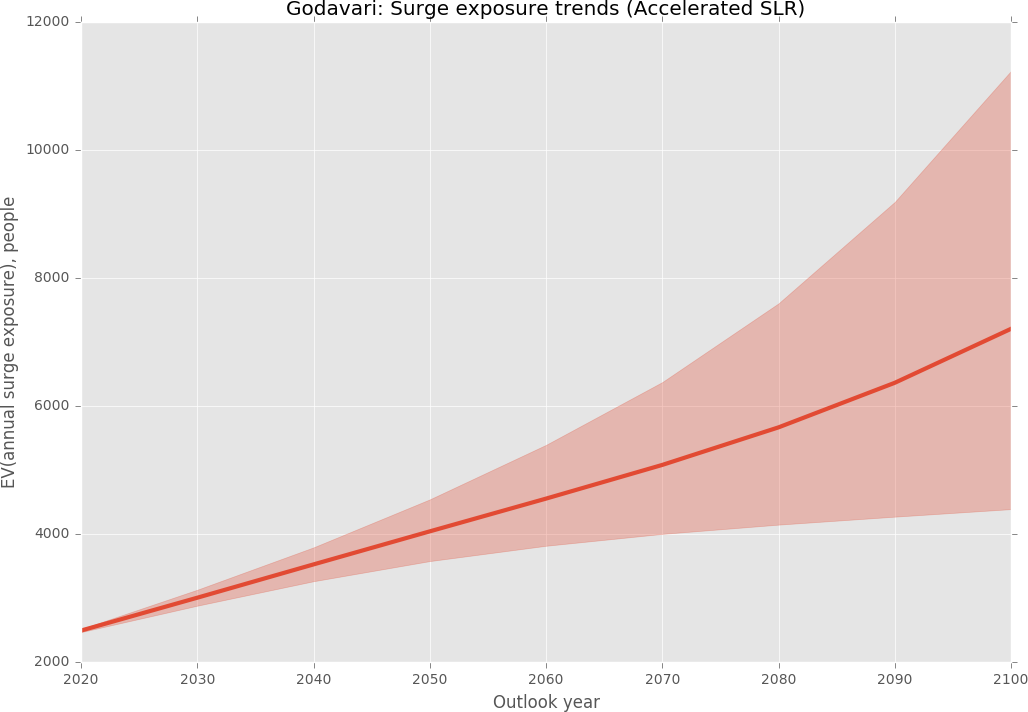 Godavari: Surge exposure trends (Accelerated SLR)
12000
10000
8000
6000
4000
2000
EV(annual surge exposure), people
2020 2030 2040 2050 2060 2070 2080 2090 2100
Outlook year